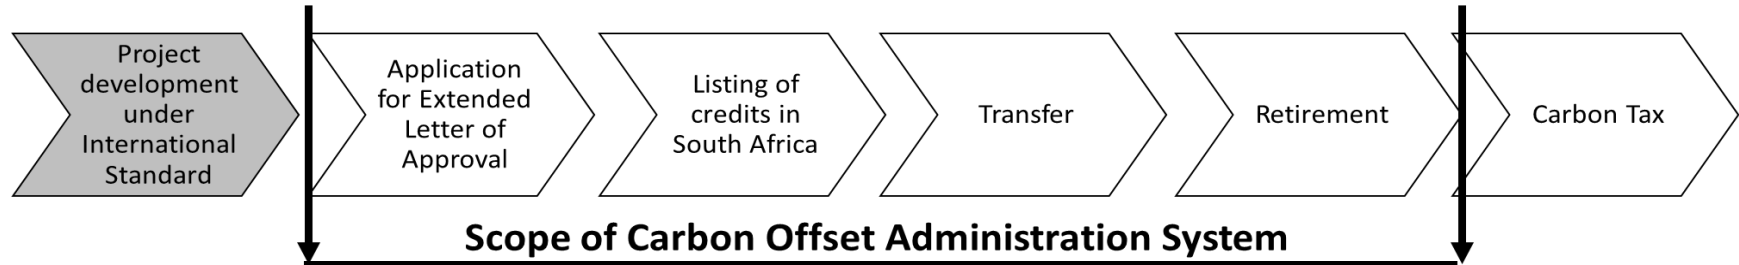 Project
development
under
International
Standard
Application
for Extended
Letter of
Approval
Listing of
credits in
South Africa
Transfer
Retirement
Carbon Tax
Scope of Carbon Offset Administration System